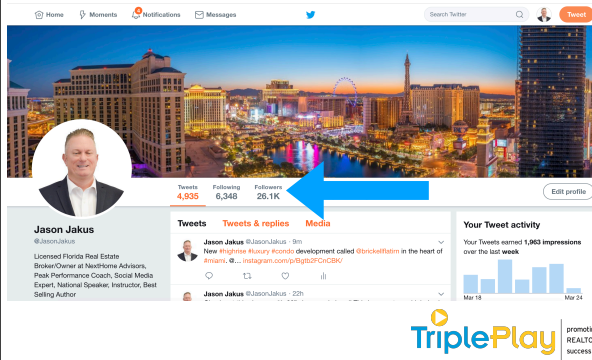 Home Moments Notifications Messages Search Twitter Tweet
Tweets Following Followers
4,935 6,348 26.1K
Edit profile
Jason Jakus
@JasonJakus
Licensed Florida Real Estate
Broker/Owner at NextHome Advisors,
Peak Performance Coach, Social Media
Expert, National Speaker, Instructor, Best
Selling Author
Tweets Tweets & replies Media
Jason Jakus @JasonJakus · 9m
New #highrise #luxury #condo development called @brickellflatiron in the heart of
#miami. @… instagram.com/p/Bgtb2FCnCBK/
Jason Jakus @JasonJakus · 22h
Your Tweet activity
Your Tweets earned 1,963 impressions
over the last week
Mar 18 Mar 24
TriplePlay
promoti
REALTO
success